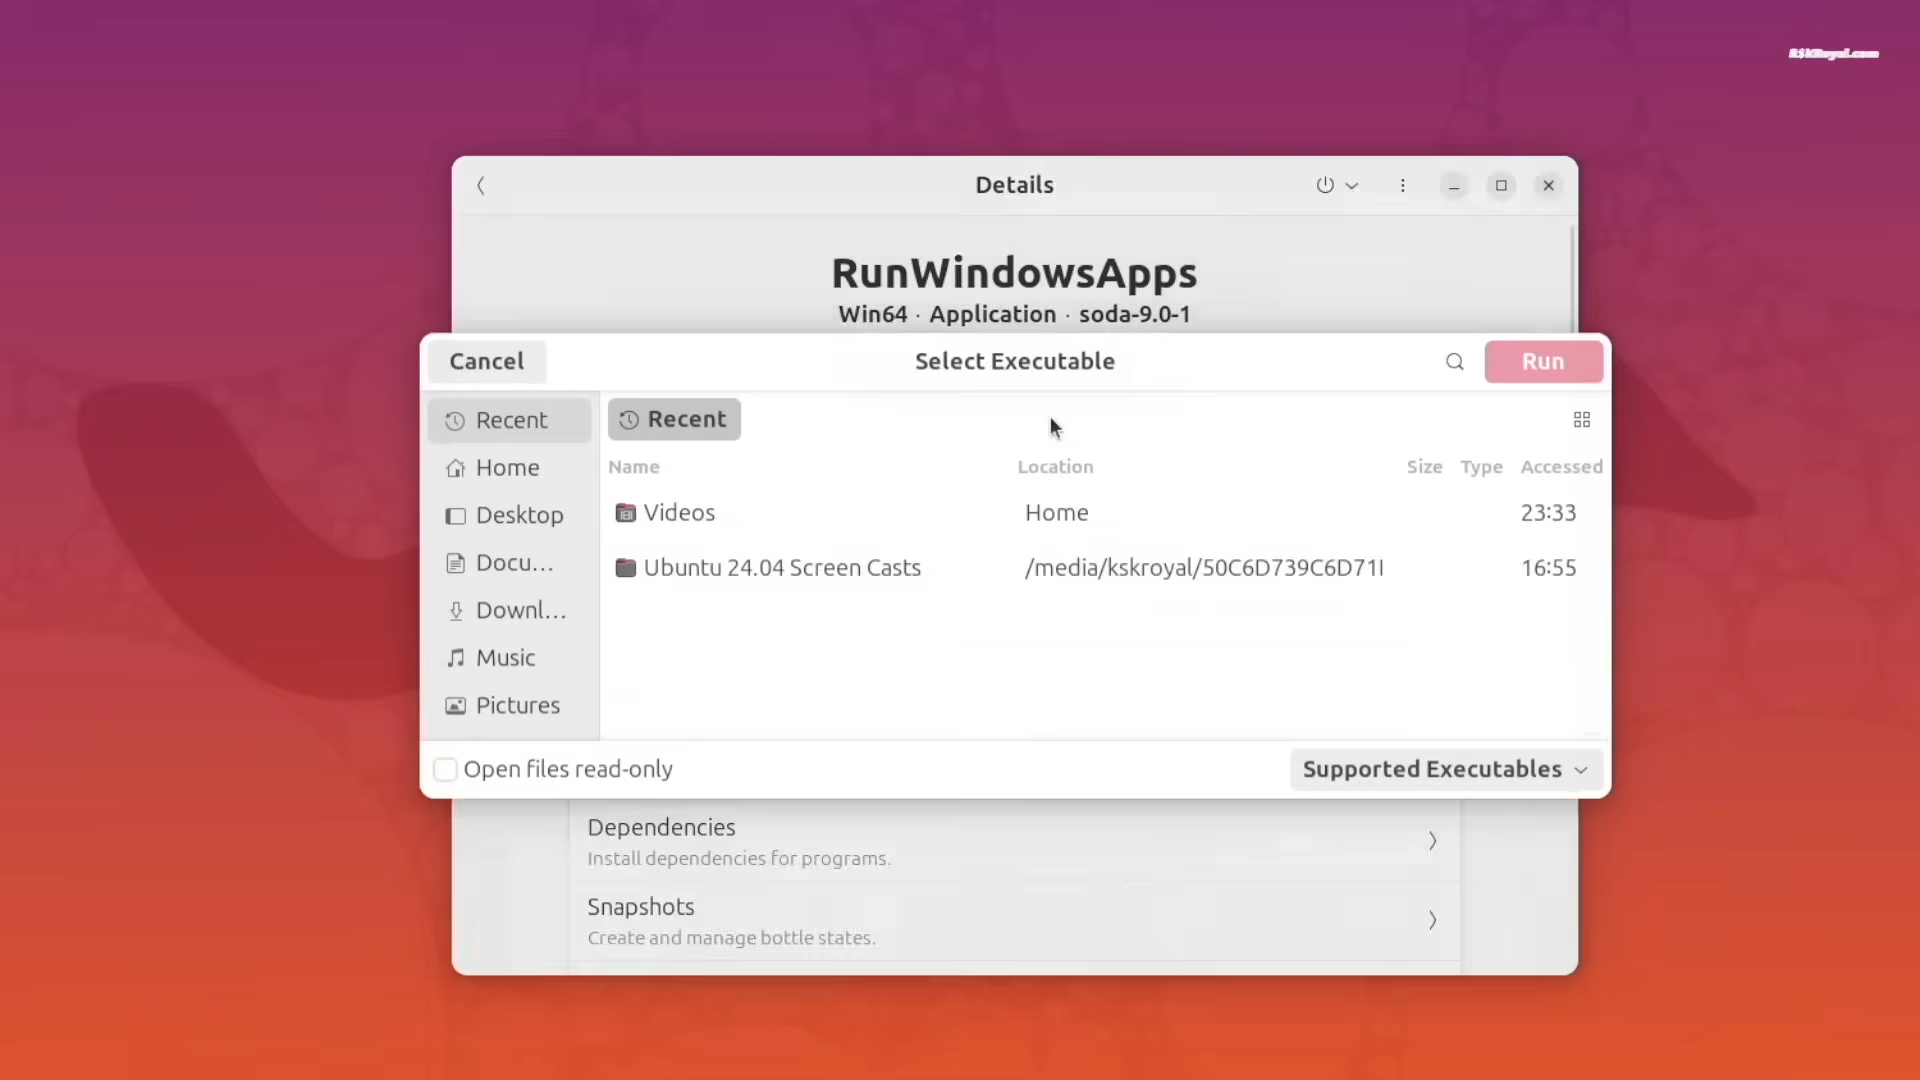 KSKRoyal.com
Details
RunWindowsApps
Win64 · Application · soda-9.0-1
Cancel
Select Executable
Run
Recent
Home
Desktop
Docu...
Downl...
Music
Pictures
Recent
Name Location Size Type Accessed
Videos Home 23:33
Ubuntu 24.04 Screen Casts /media/kskroyal/50C6D739C6D71I 16:55
Open files read-only
Supported Executables
Dependencies
Install dependencies for programs.
Snapshots
Create and manage bottle states.